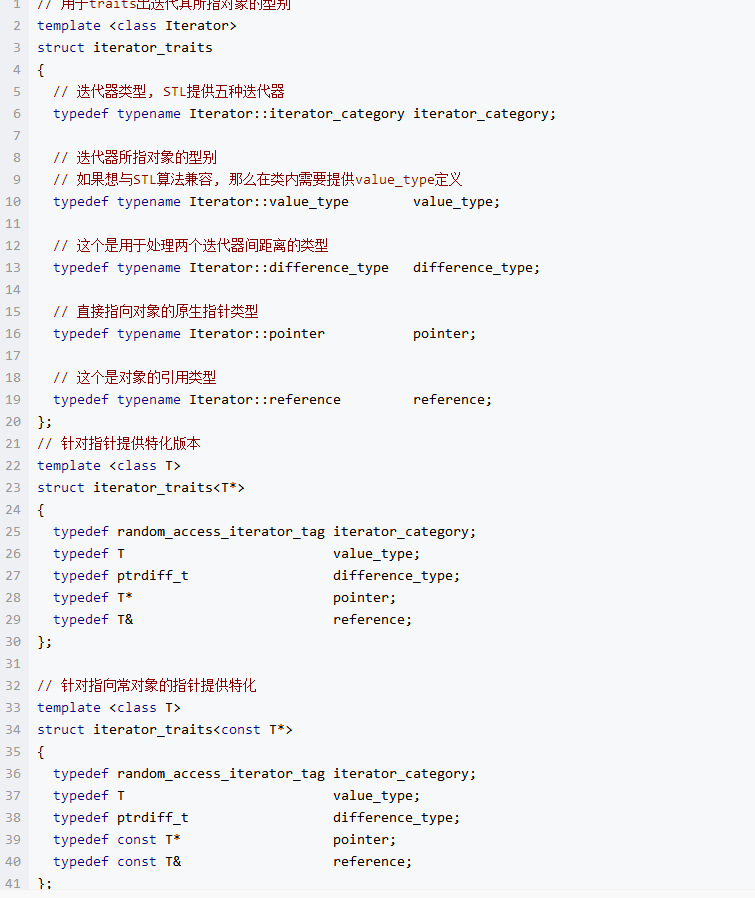 1 // 用于traits出迭代其所指对象的型别
2 template <class Iterator>
3 struct iterator_traits
4 {
5 // 迭代器类型, STL提供五种迭代器
6 typedef typename Iterator::iterator_category iterator_category;
7
8 // 迭代器所指对象的型别
9 // 如果想与STL算法兼容, 那么在类内需要提供value_type定义
10 typedef typename Iterator::value_type value_type;
11
12 // 这个是用于处理两个迭代器间距离的类型
13 typedef typename Iterator::difference_type difference_type;
14
15 // 直接指向对象的原生指针类型
16 typedef typename Iterator::pointer pointer;
17
18 // 这个是对象的引用类型
19 typedef typename Iterator::reference reference;
20 };
21 // 针对指针提供特化版本
22 template <class T>
23 struct iterator_traits<T*>
24 {
25 typedef random_access_iterator_tag iterator_category;
26 typedef T value_type;
27 typedef ptrdiff_t difference_type;
28 typedef T* pointer;
29 typedef T& reference;
30 };
31
32 // 针对指向常对象的指针提供特化
33 template <class T>
34 struct iterator_traits<const T*>
35 {
36 typedef random_access_iterator_tag iterator_category;
37 typedef T value_type;
38 typedef ptrdiff_t difference_type;
39 typedef const T* pointer;
40 typedef const T& reference;
41 };